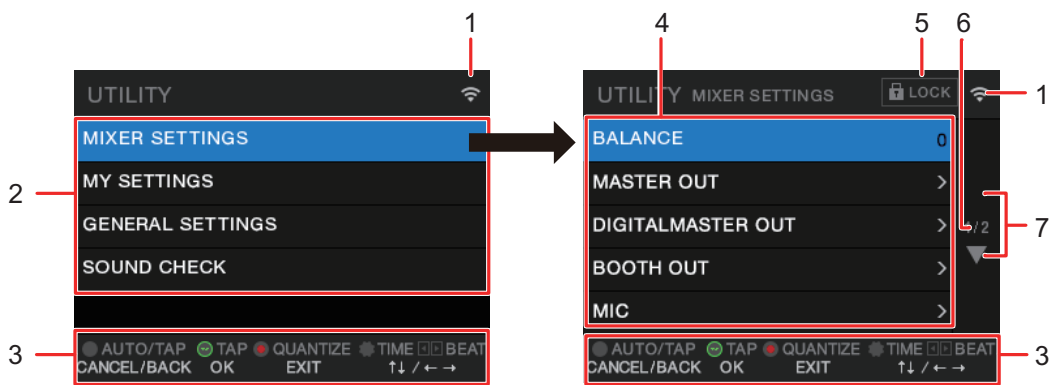 1
4
5
6
UTILITY
UTILITY MIXER SETTINGS
LOCK
1
MIXER SETTINGS
MY SETTINGS
GENERAL SETTINGS
SOUND CHECK
2
BALANCE 0
MASTER OUT >
DIGITALMASTER OUT >
BOOTH OUT >
MIC >
1/2
7
3
AUTO/TAP TAP QUANTIZE TIME BEAT
CANCEL/BACK OK EXIT ↑↓ / ← →
AUTO/TAP TAP QUANTIZE TIME BEAT
CANCEL/BACK OK EXIT ↑↓ / ← →
3